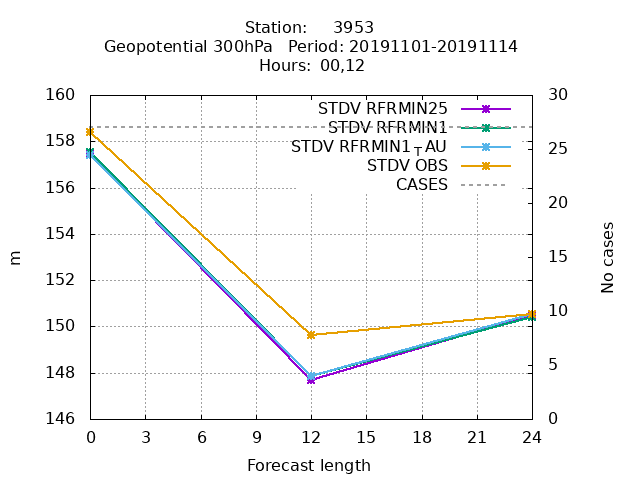 Station: 3953
Geopotential 300hPa Period: 20191101-20191114
Hours: 00,12
160
158
156
154
152
150
148
146
m
30
25
20
15
10
5
0
No cases
STDV RFRMIN25
STDV RFRMIN1
STDV RFRMIN1TAU
STDV OBS
CASES
0 3 6 9 12 15 18 21 24
Forecast length